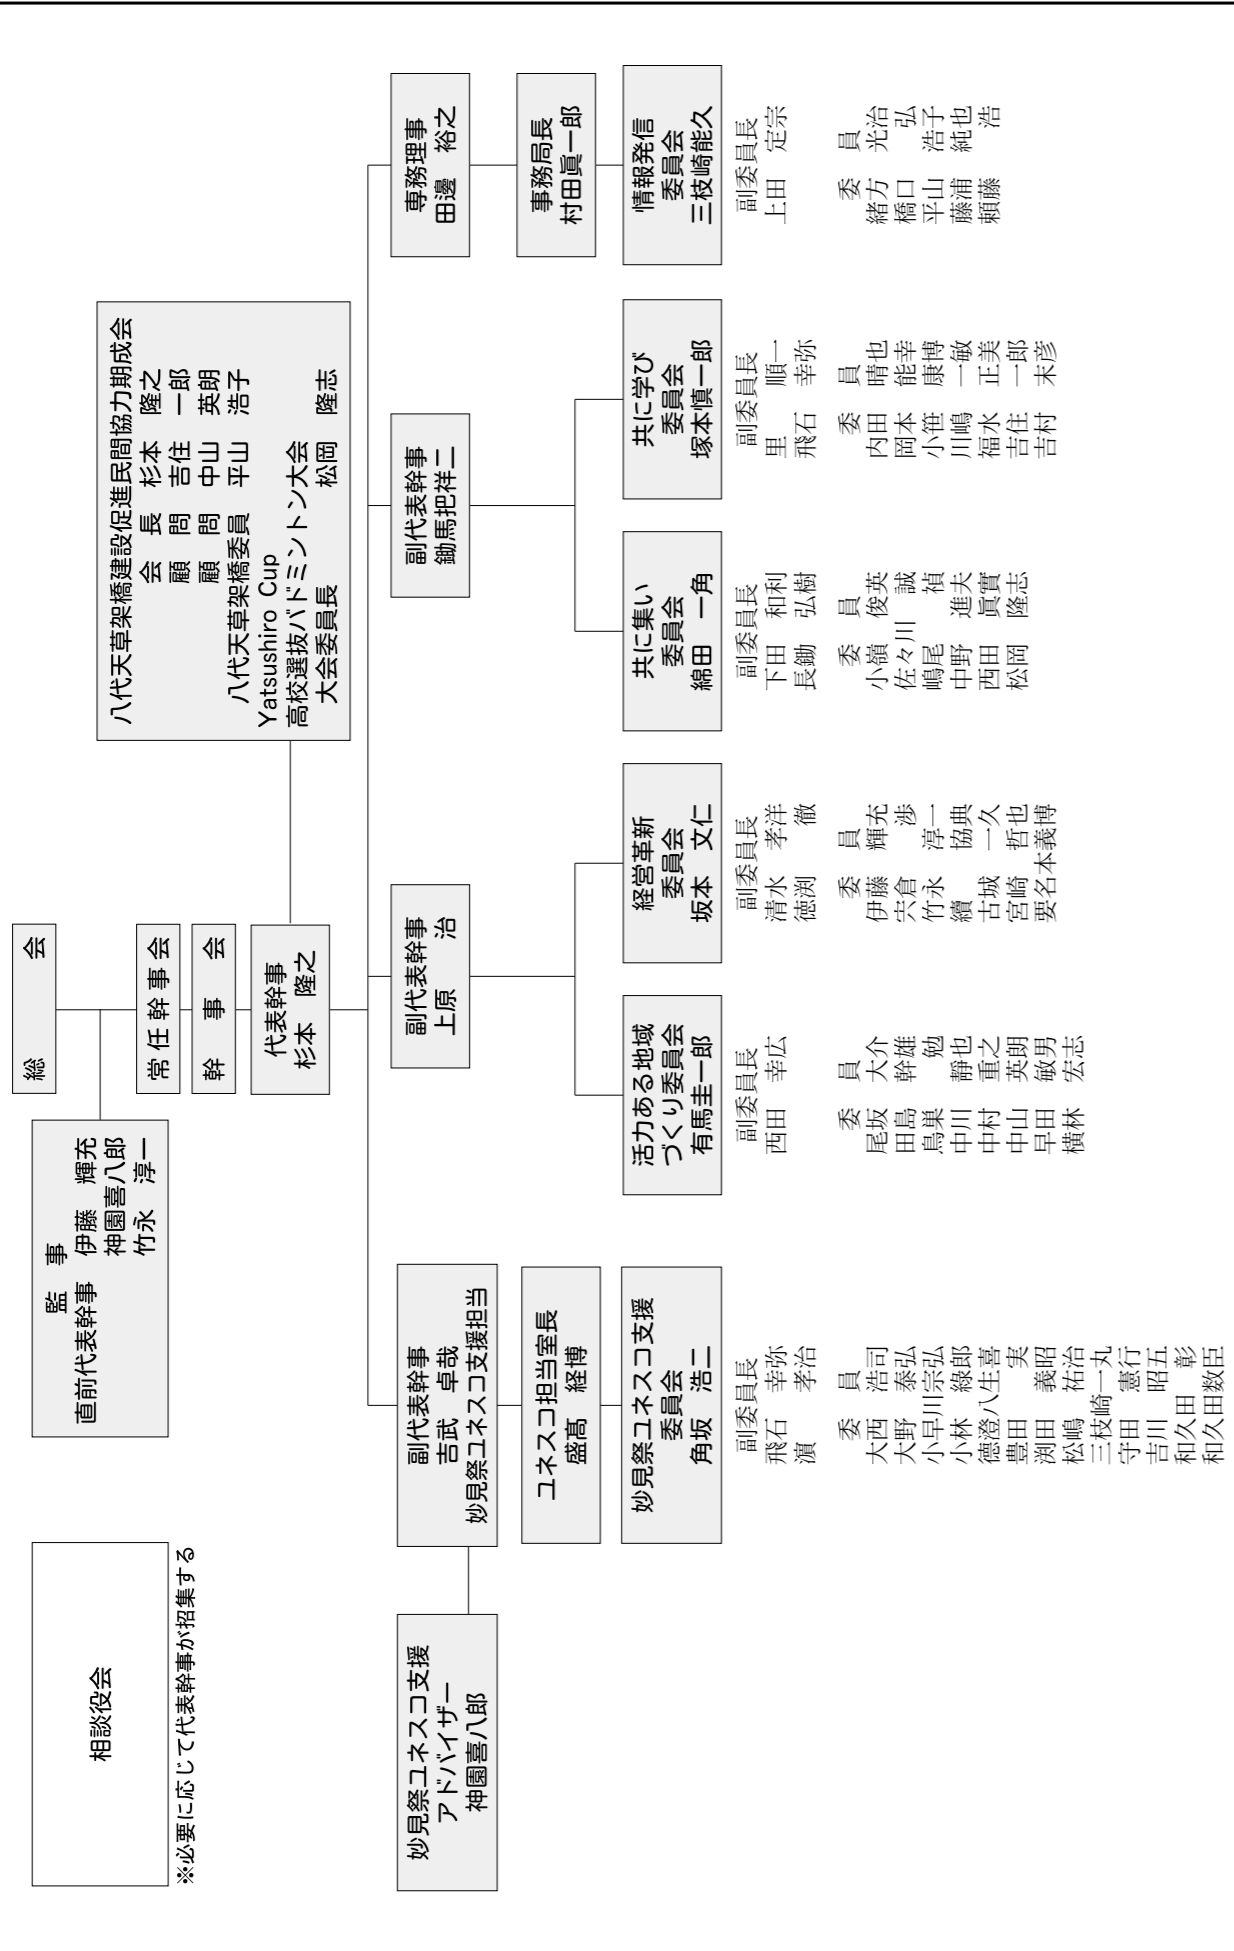 総　　　会
監　　　事
直前代表幹事　伊藤　輝充
神園喜八郎
竹永　淳一
相談役会
※必要に応じて代表幹事が招集する
常任幹事会
幹　事　会
代表幹事
杉本　隆之
八代天草架橋建設促進民間協力期成会
会　長　杉本　隆之
顧　問　吉住　一郎
顧　問　中山　英朗
八代天草架橋委員　平山　浩子
Yatsushiro Cup
高校選抜バドミントン大会
大会委員長　松岡　隆志
妙見祭ユネスコ支援
アドバイザー
神園喜八郎
副代表幹事
吉武　卓哉
妙見祭ユネスコ支援担当
ユネスコ担当室長
盛髙　経博
妙見祭ユネスコ支援
委員会
角坂　浩二
副委員長
飛石　幸弥
濵　　孝治
委　　員
大西　浩司
大野　泰弘
小早川宗弘
小林　綠郎
德澄八生喜
豊田　　実
渕田　義昭
松嶋　祐治
三枝崎一丸
守田　憲行
吉川　昭五
和久田　彰
和久田数臣
副代表幹事
上原　　治
活力ある地域
づくり委員会
有馬圭一郎
副委員長
西田　幸広
委　　員
尾坂　大介
田島　幹雄
鳥巣　　勉
中川　靜也
中村　重之
中山　英朗
早田　敏男
横林　宏志
経営革新
委員会
坂本　文仁
副委員長
清水　孝洋
徳渕　　徹
委　　員
伊藤　輝充
宍倉　　渉
竹永　淳一
續　　協典
古城　一久
宮崎　哲也
要名本義博
副代表幹事
鋤馬把祥二
共に集い
委員会
綿田　一角
副委員長
下田　和利
長鋤　弘樹
委　　員
小嶺　俊英
佐々川　誠
嶋尾　　禎
中野　進夫
西田　眞實
松岡　隆志
共に学び
委員会
塚本慎一郎
副委員長
里　　順一
飛石　幸弥
委　　員
内田　晴也
岡本　能幸
小笹　康博
川嶋　一敏
福水　正美
吉住　一郎
吉村　末彦
専務理事
田邊　裕之
事務局長
村田眞一郎
情報発信
委員会
三枝崎能久
副委員長
上田　定宗
委　　員
緒方　光治
橋口　　弘
平山　浩子
藤浦　純也
頼藤　　浩